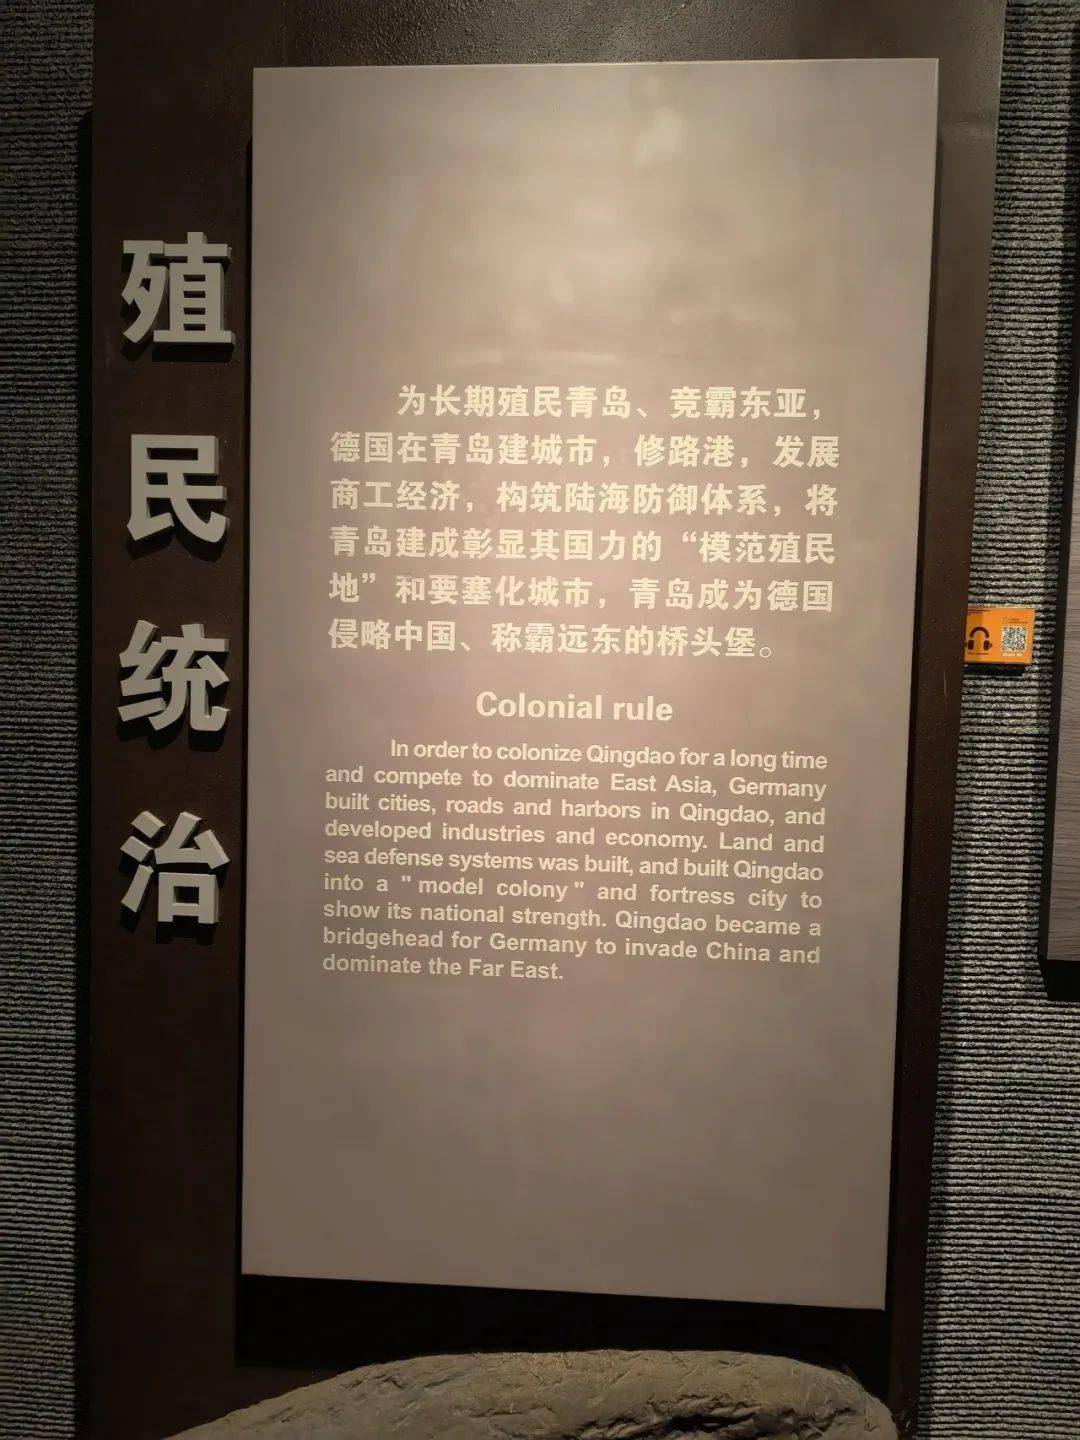 殖民统治
为长期殖民青岛、竞霸东亚，
德国在青岛建城市，修路港，发展
商工经济，构筑陆海防御体系，将
青岛建成彰显其国力的“模范殖民
地”和要塞化城市，青岛成为德国
侵略中国、称霸远东的桥头堡。
Colonial rule
In order to colonize Qingdao for a long time
and compete to dominate East Asia, Germany
built cities, roads and harbors in Qingdao, and
developed industries and economy. Land and
sea defense systems was built, and built Qingdao
into a "model colony" and fortress city to
show its national strength. Qingdao became a
bridgehead for Germany to invade China and
dominate the Far East.